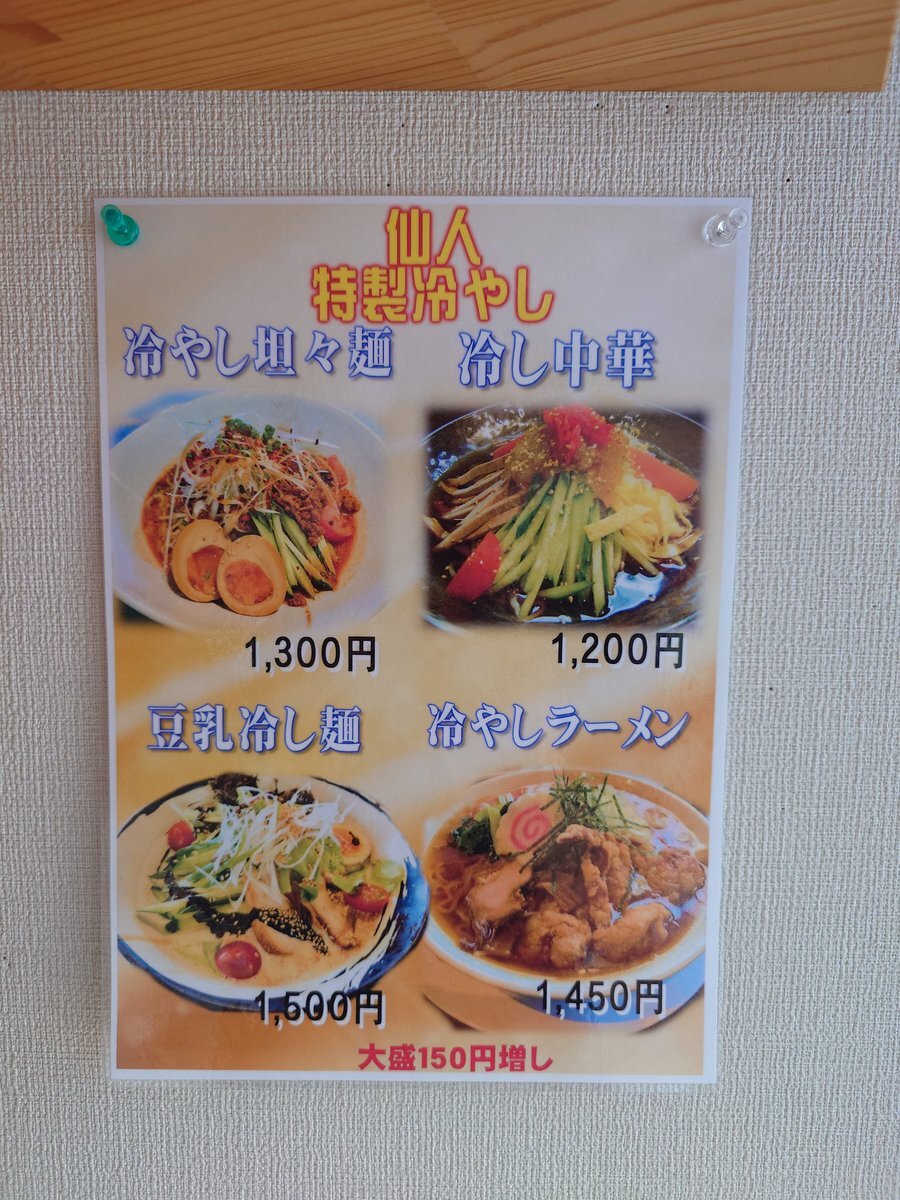 仙人
特製冷やし
冷やし坦々麺
冷し中華
1,300円
1,200円
豆乳冷し麺
冷やしラーメン
1,500円
1,450円
大盛150円増し